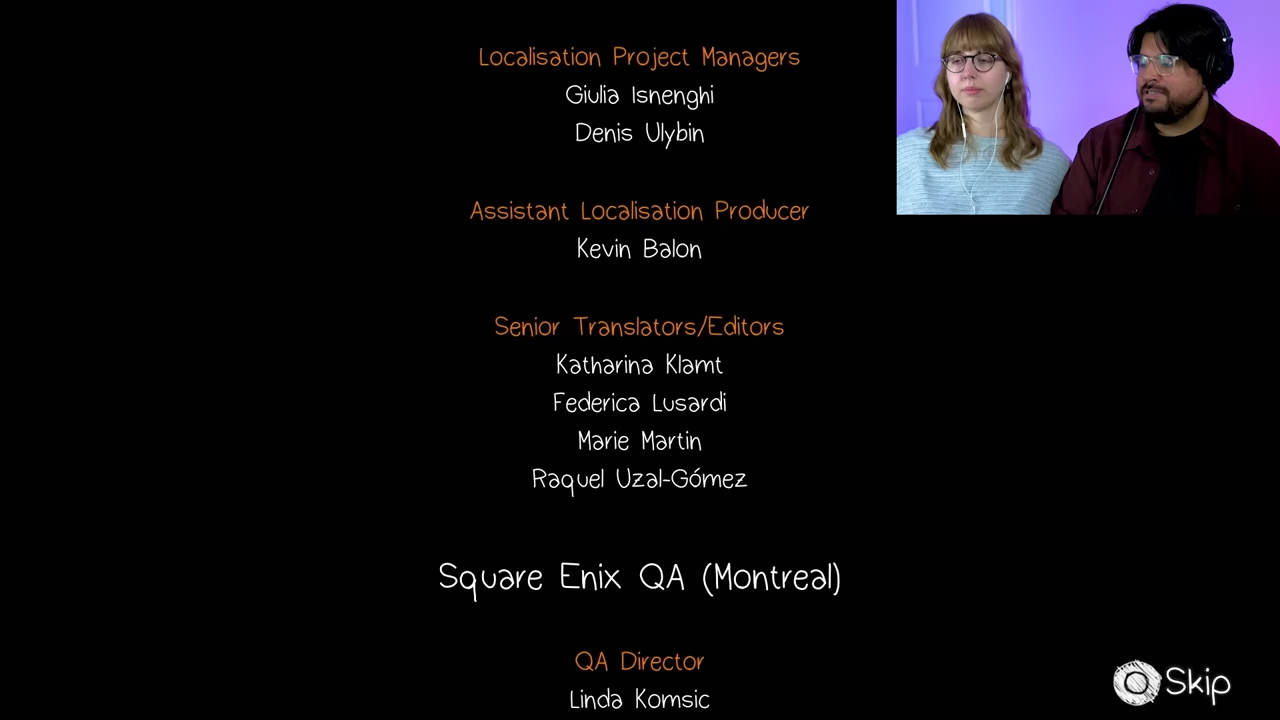 Localisation Project Managers
Giulia Isnenghi
Denis Ulybin
Assistant Localisation Producer
Kevin Balon
Senior Translators/Editors
Katharina Klamt
Federica Lusardi
Marie Martin
Raquel Uzal-Gómez
Square Enix QA (Montreal)
QA Director
Linda Komsic
Skip